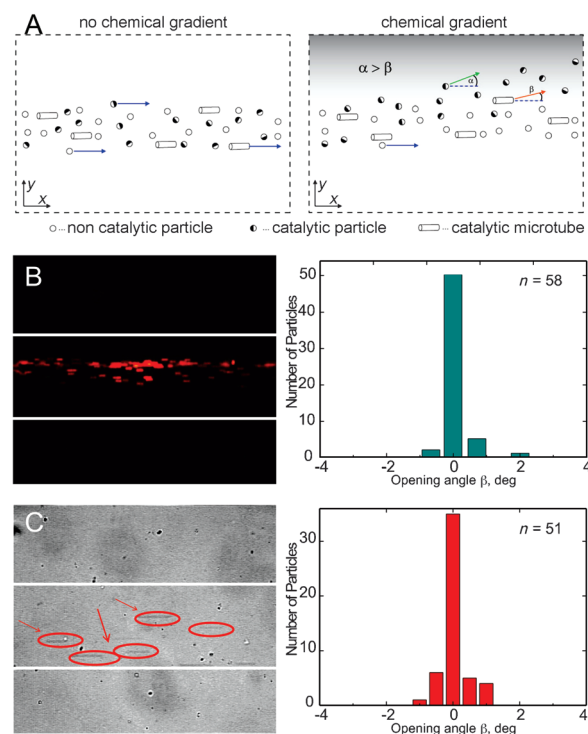 A
no chemical gradient
chemical gradient
α > β
α
β
y
x
y
x
non catalytic particle
catalytic particle
catalytic microtube
B
Number of Particles
50
40
30
20
10
0
n = 58
-4
-2
0
2
4
Opening angle β, deg
C
Number of Particles
30
20
10
0
n = 51
-4
-2
0
2
4
Opening angle β, deg